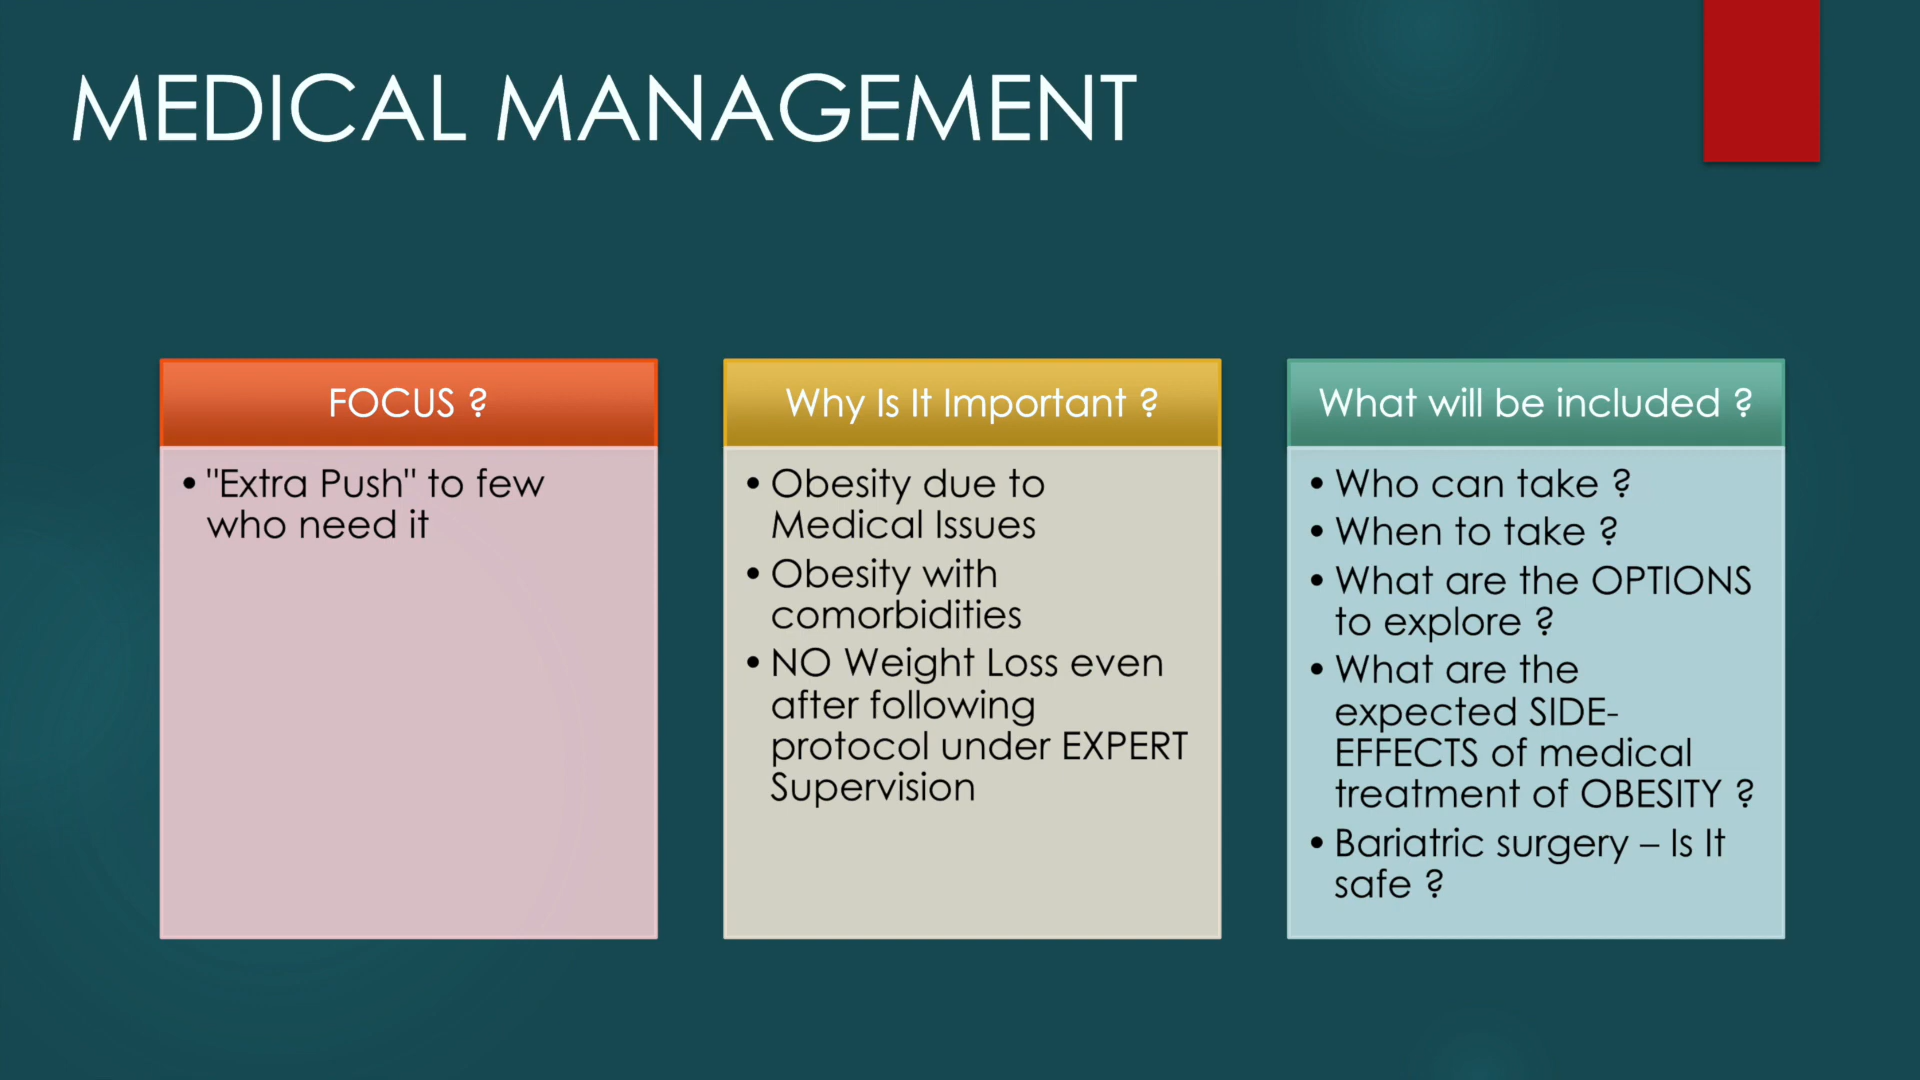 MEDICAL MANAGEMENT
FOCUS ?
• "Extra Push" to few
who need it
Why Is It Important ?
• Obesity due to
Medical Issues
• Obesity with
comorbidities
• NO Weight Loss even
after following
protocol under EXPERT
Supervision
What will be included ?
• Who can take ?
• When to take ?
• What are the OPTIONS
to explore ?
• What are the
expected SIDE-
EFFECTS of medical
treatment of OBESITY ?
• Bariatric surgery – Is It
safe ?